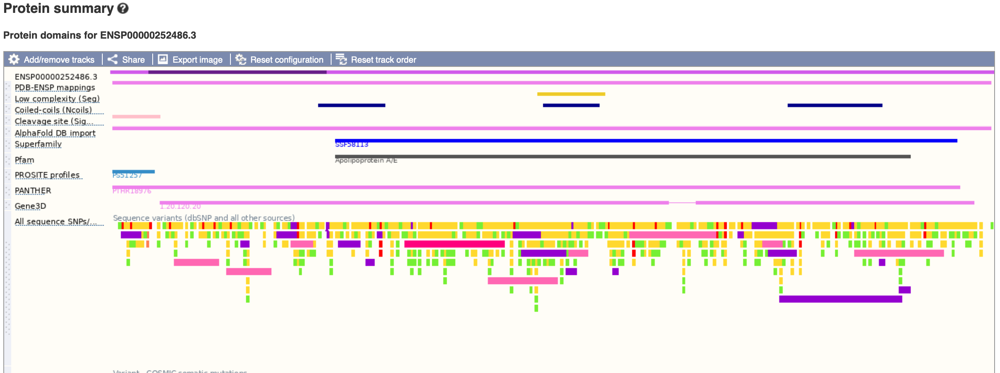 Protein summary ?
Protein domains for ENSP00000252486.3
Add/remove tracks Share Export image Reset configuration Reset track order
ENSP00000252486.3
PDB-ENSP mappings
Low complexity (Seg)
Coiled-coils (Ncoils)
Cleavage site (Sig...
AlphaFold DB import
Superfamily
SSF58113
Pfam
Apolipoprotein A/E
PROSITE profiles
PS51257
PANTHER
PTHR18976
Gene3D
1.20.120.20
All sequence SNPs/...
Sequence variants (dbSNP and all other sources)
Variant - COSMIC somatic mutations